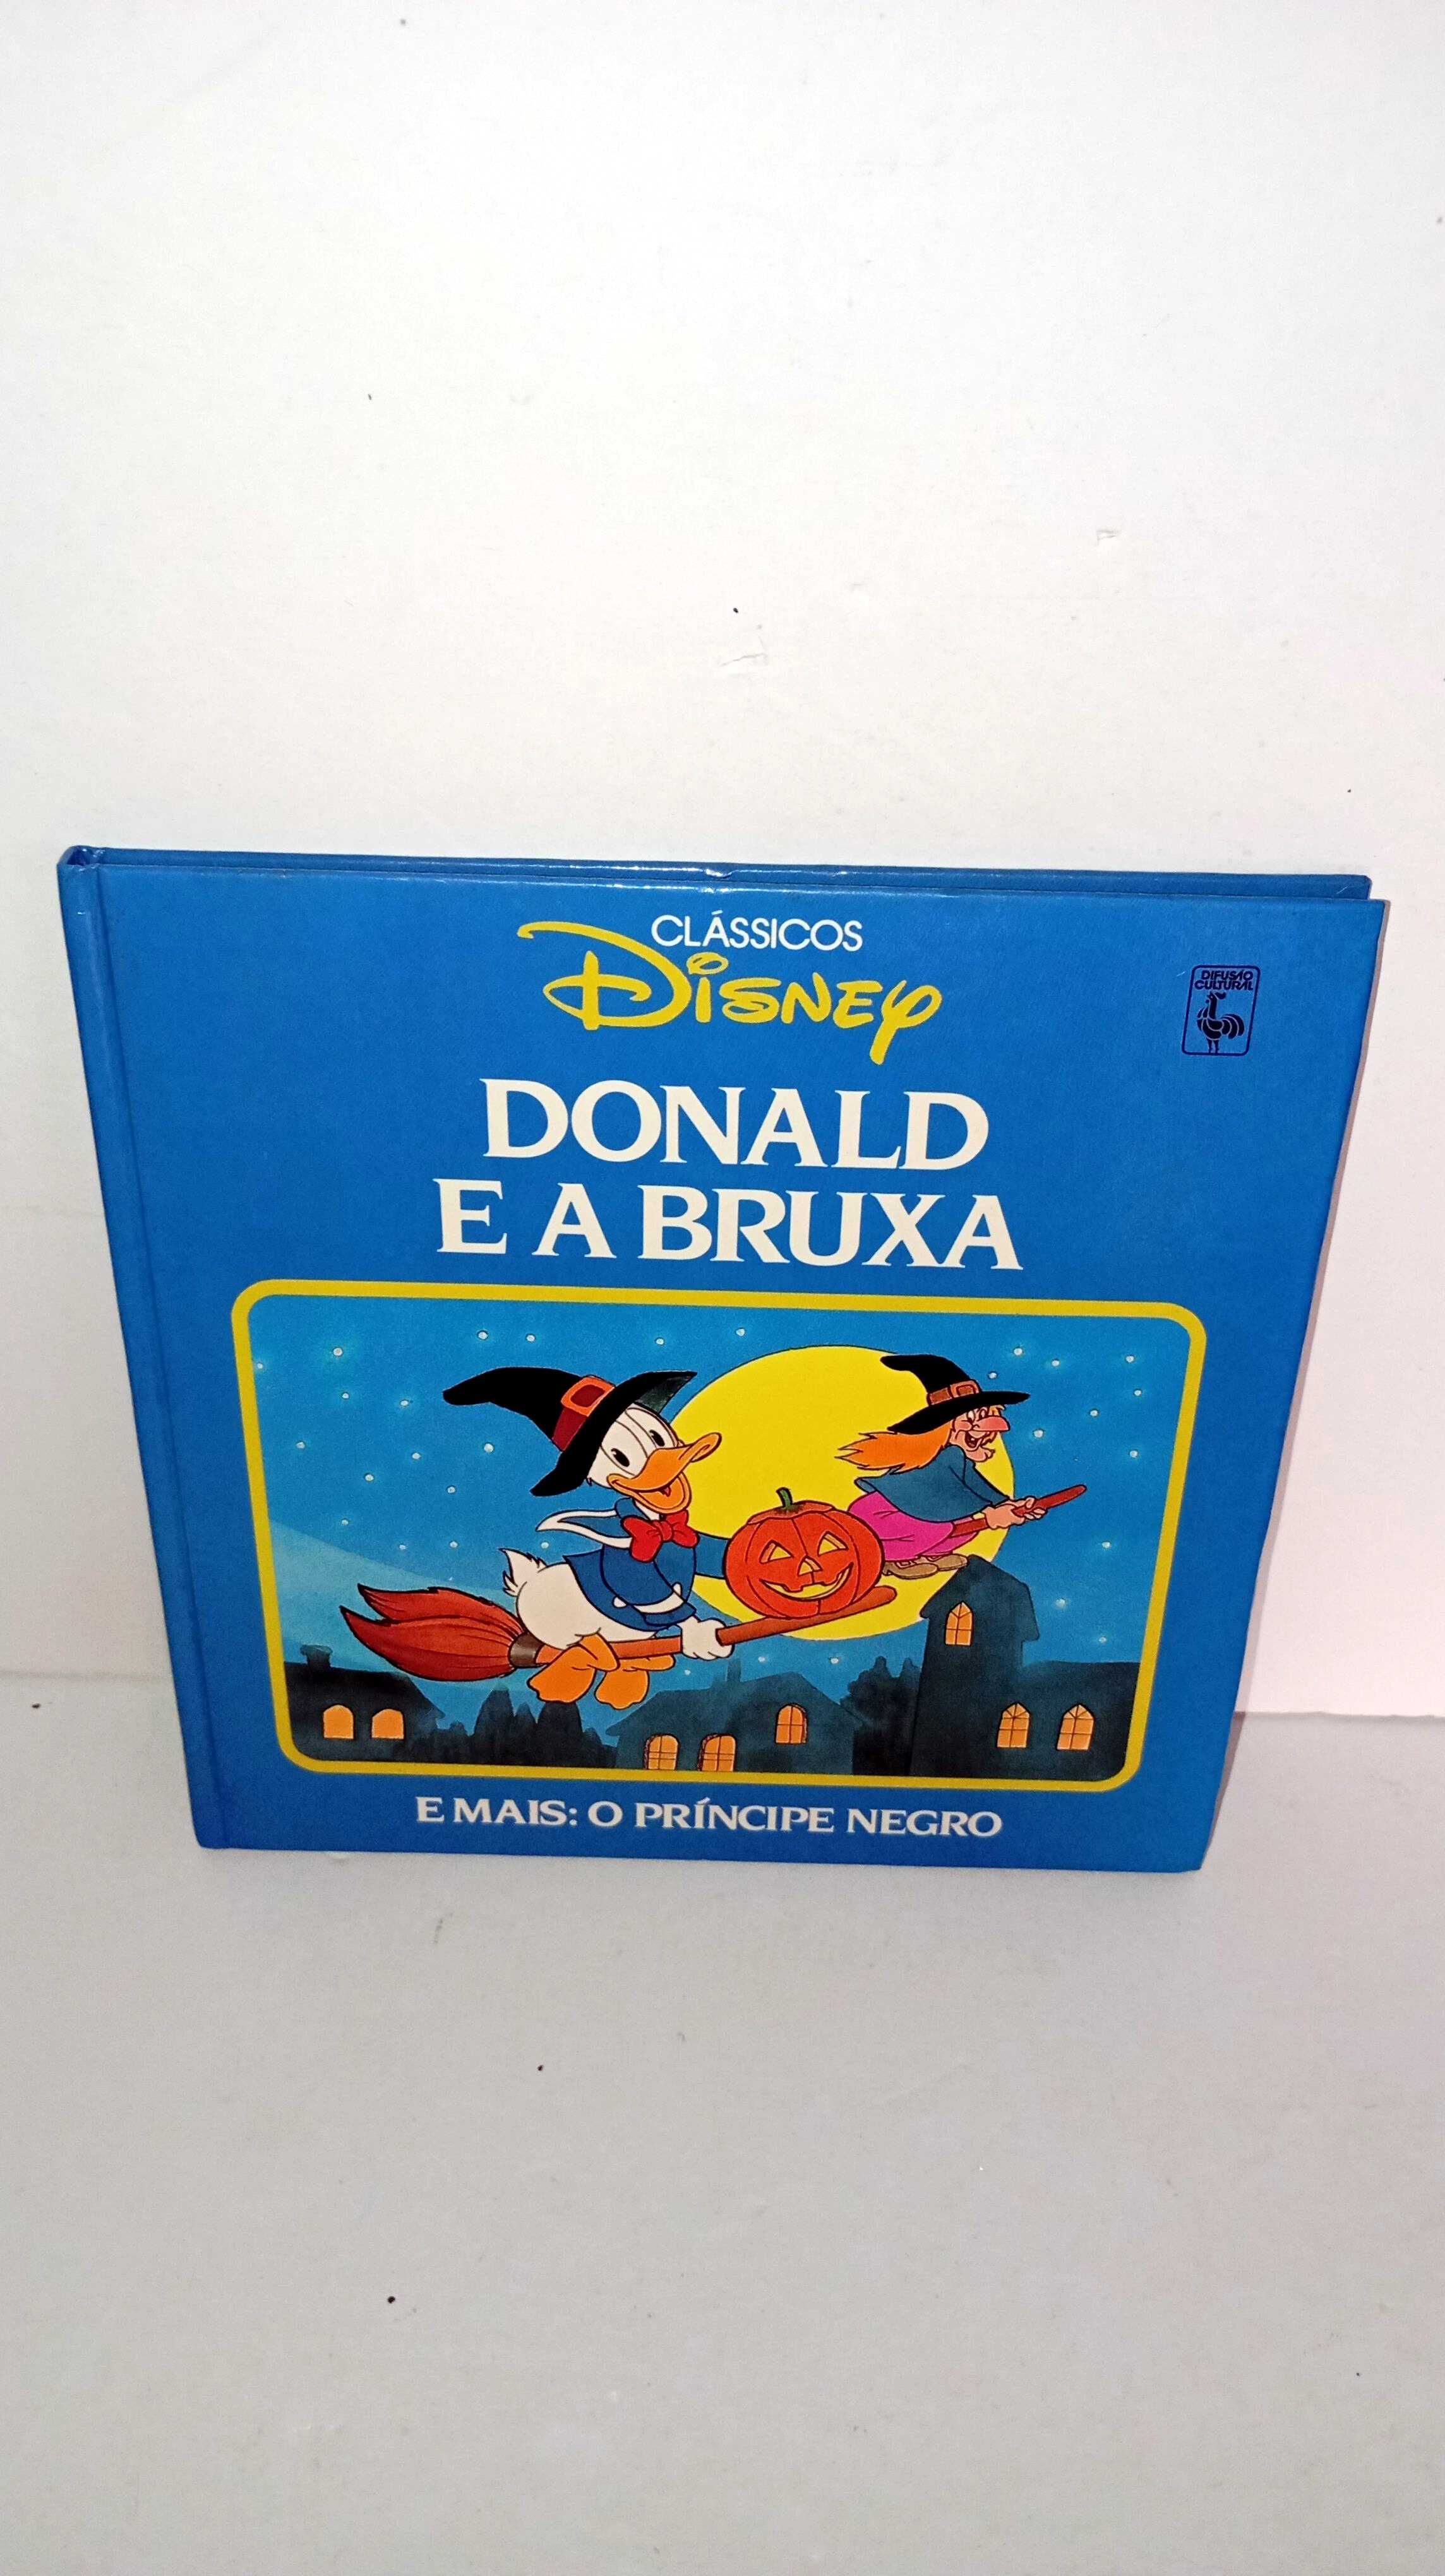 CLÁSSICOS
DISNEY
DIFUSÃO
CULTURAL
DONALD
E A BRUXA
E MAIS: O PRÍNCIPE NEGRO